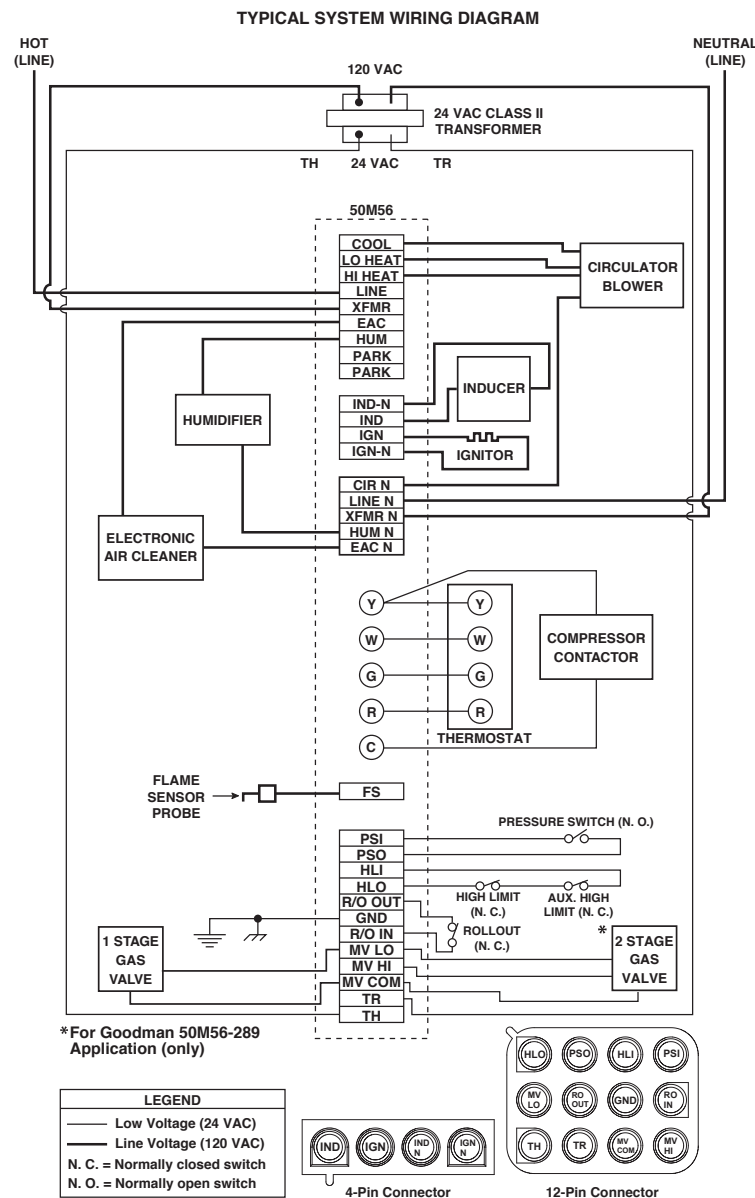 TYPICAL SYSTEM WIRING DIAGRAM
HOT
(LINE)
NEUTRAL
(LINE)
120 VAC
24 VAC CLASS II
TRANSFORMER
TH 24 VAC TR
50M56
COOL
LO HEAT
HI HEAT
LINE
XFMR
EAC
HUM
PARK
PARK
CIRCULATOR
BLOWER
IND-N
IND
IGN
IGN-N
INDUCER
IGNITOR
HUMIDIFIER
CIR N
LINE N
XFMR N
HUM N
EAC N
ELECTRONIC
AIR CLEANER
Y Y
W W
G G
R R
C
THERMOSTAT
COMPRESSOR
CONTACTOR
FLAME
SENSOR
PROBE
FS
PSI
PSO
HLI
HLO
R/O OUT
GND
R/O IN
MV LO
MV HI
MV COM
TR
TH
PRESSURE SWITCH (N. O.)
HIGH LIMIT
(N. C.)
AUX. HIGH
LIMIT (N. C.)
ROLLOUT
(N. C.)
1 STAGE
GAS
VALVE
*
2 STAGE
GAS
VALVE
*For Goodman 50M56-289
Application (only)
LEGEND
Low Voltage (24 VAC)
Line Voltage (120 VAC)
N. C. = Normally closed switch
N. O. = Normally open switch
IND
IGN
IND
N
IGN
N
4-Pin Connector
HLO PSO HLI PSI
MV
LO
RO
OUT
GND
RO
IN
TH
TR
MV
COM
MV
HI
12-Pin Connector